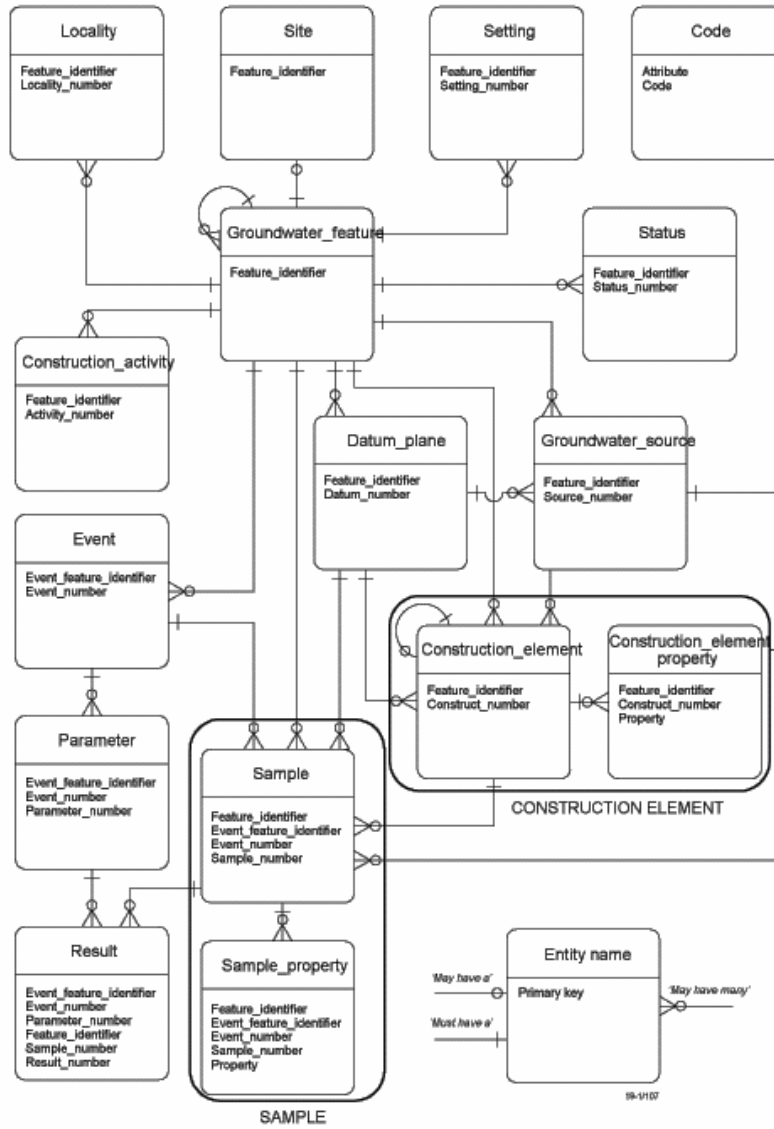 Locality
Feature_identifier
Locality_number
Site
Feature_identifier
Setting
Feature_identifier
Setting_number
Code
Attribute
Code
Groundwater_feature
Feature_identifier
Status
Feature_identifier
Status_number
Construction_activity
Feature_identifier
Activity_number
Datum_plane
Feature_identifier
Datum_number
Groundwater_source
Feature_identifier
Source_number
Event
Event_feature_identifier
Event_number
Construction_element
Feature_identifier
Construct_number
Construction_element
property
Feature_identifier
Construct_number
Property
CONSTRUCTION ELEMENT
Parameter
Event_feature_identifier
Event_number
Parameter_number
Sample
Feature_identifier
Event_feature_identifier
Event_number
Sample_number
Result
Event_feature_identifier
Event_number
Parameter_number
Feature_identifier
Sample_number
Result_number
Sample_property
Feature_identifier
Event_feature_identifier
Event_number
Sample_number
Property
SAMPLE
Entity name
Primary key
'May have a'
'Must have a'
'May have many'
19-1/107